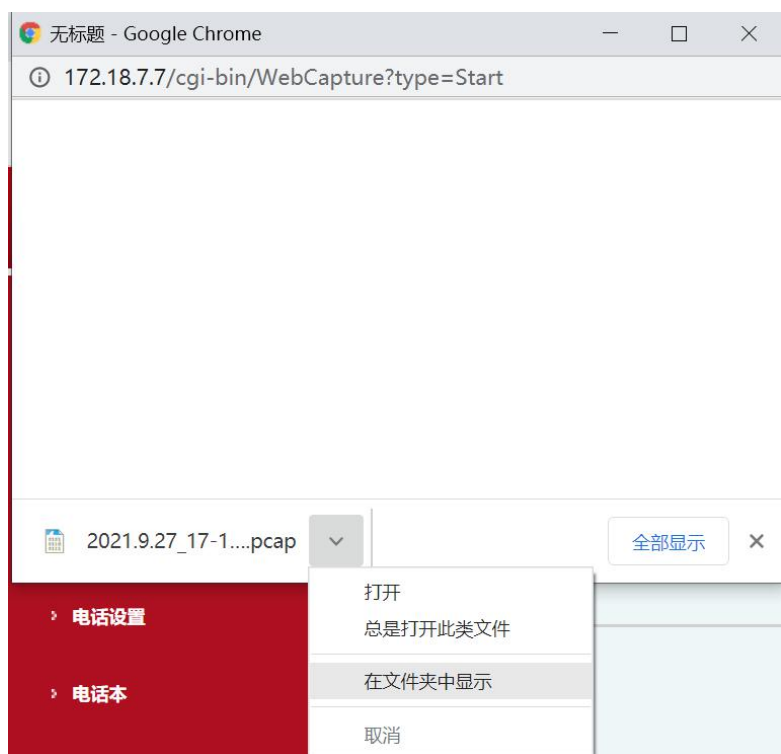 无标题 - Google Chrome
172.18.7.7/cgi-bin/WebCapture?type=Start
2021.9.27_17-1....pcap
全部显示
打开
总是打开此类文件
在文件夹中显示
取消
电话设置
电话本